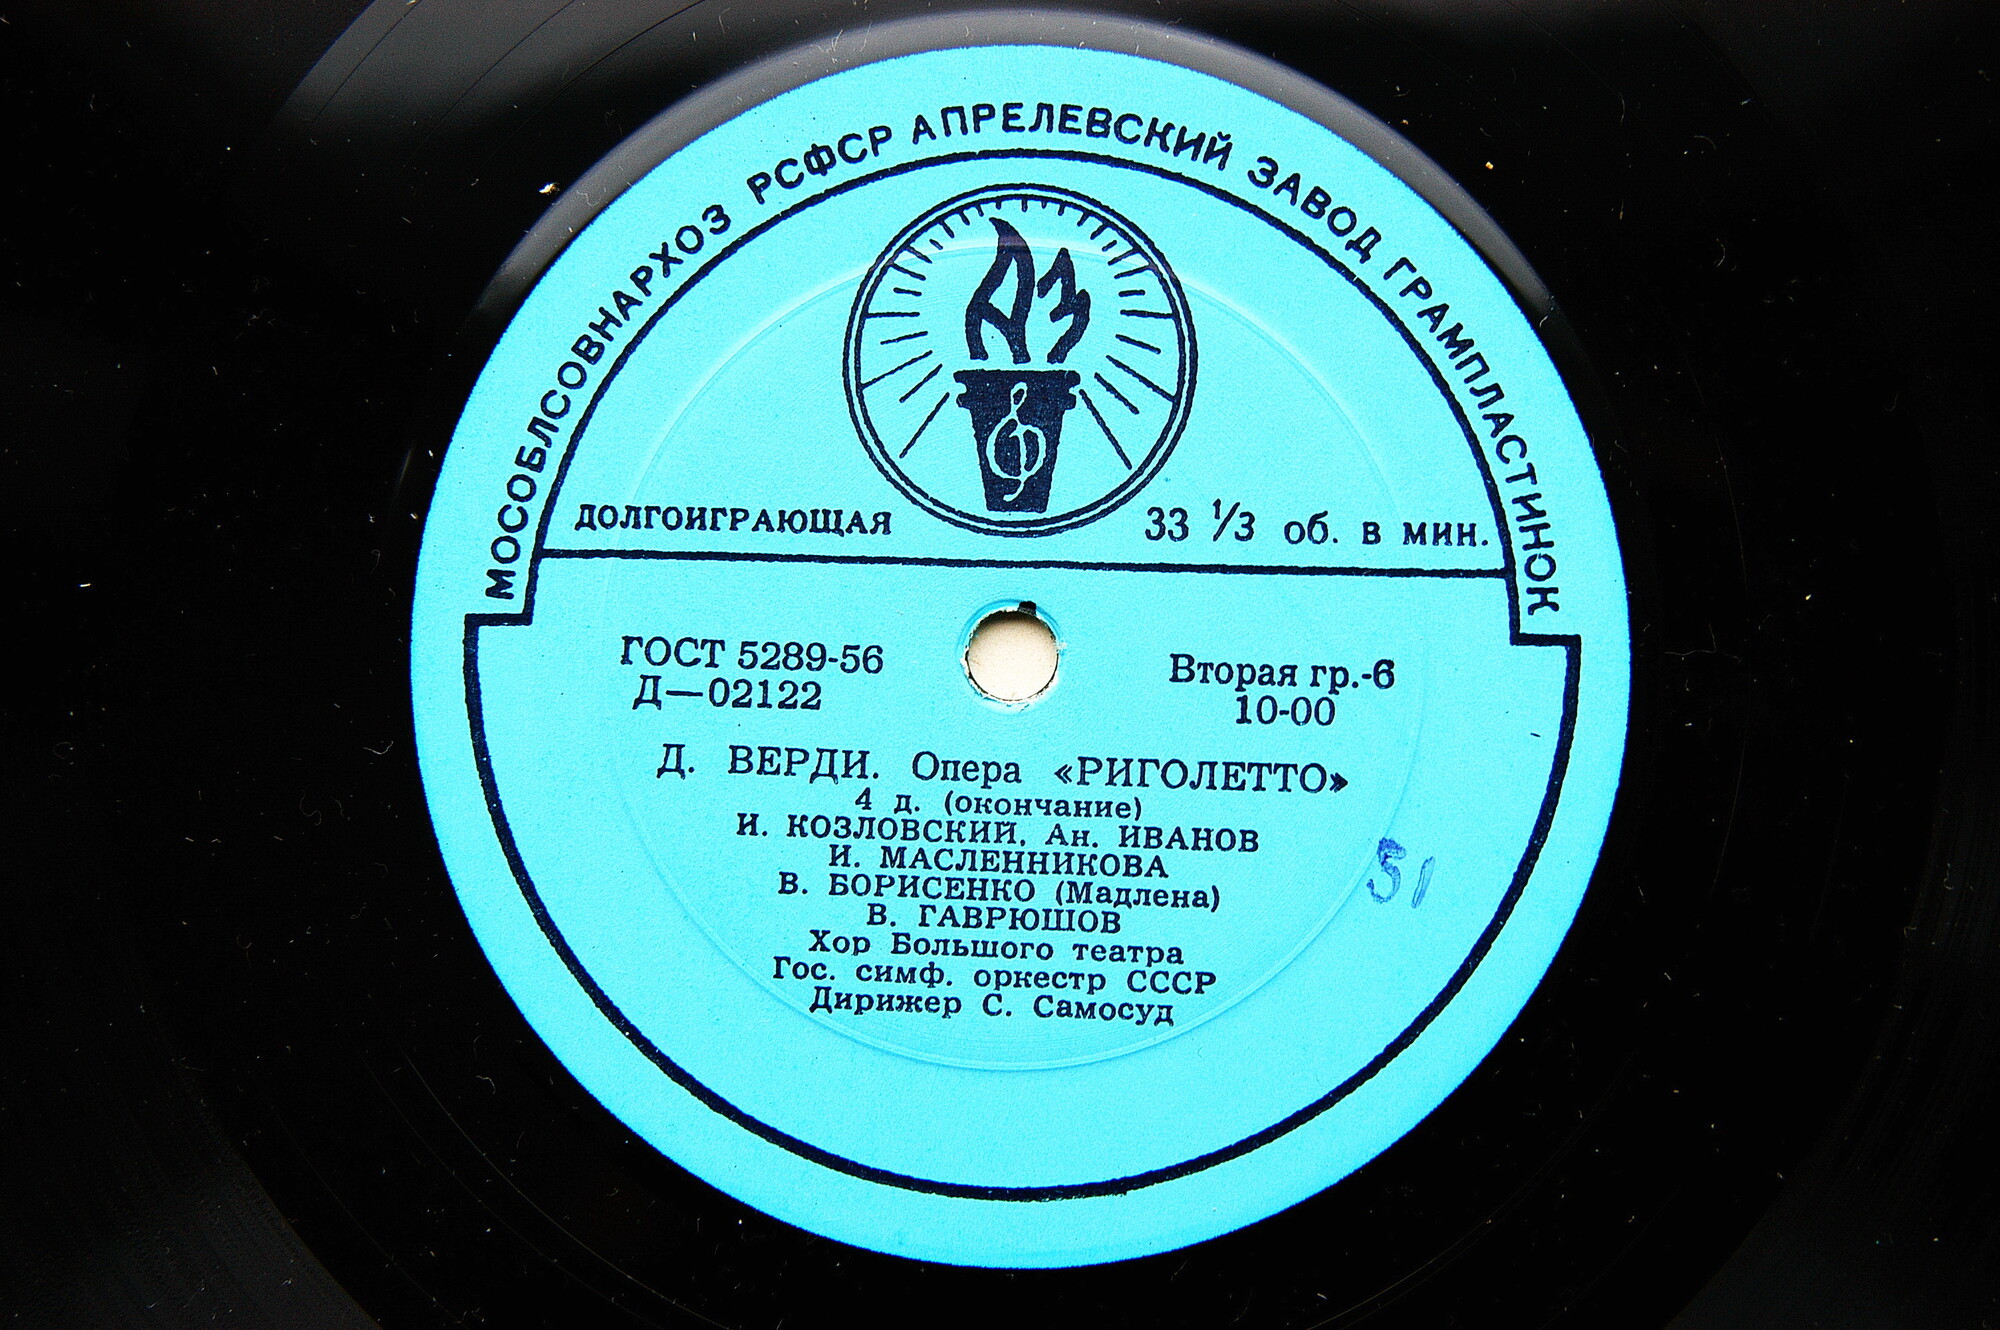 МОСОБЛСОВНАРХОЗ РСФСР АПРЕЛЕВСКИЙ ЗАВОД ГРАМПЛАСТИНОК
АЗ
ДОЛГОИГРАЮЩАЯ 33 1/3 об. в мин.
ГОСТ 5289-56 Вторая гр.-6
Д—02122 10-00
Д. ВЕРДИ. Опера «РИГОЛЕТТО»
4 д. (окончание)
И. КОЗЛОВСКИЙ, Ан. ИВАНОВ
И. МАСЛЕННИКОВА
В. БОРИСЕНКО (Мадлена)
В. ГАВРЮШОВ
Хор Большого театра
Гос. симф. оркестр СССР
Дирижер С. Самосуд
51